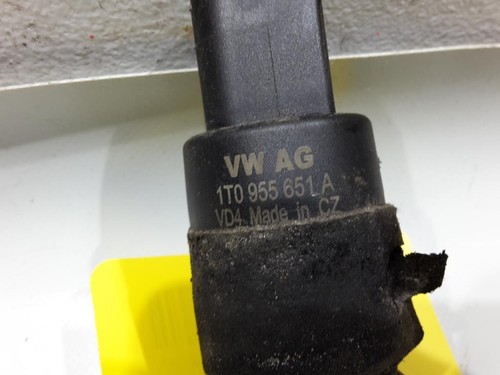 VW AG
1T0 955 651 A
VD4 Made in CZ